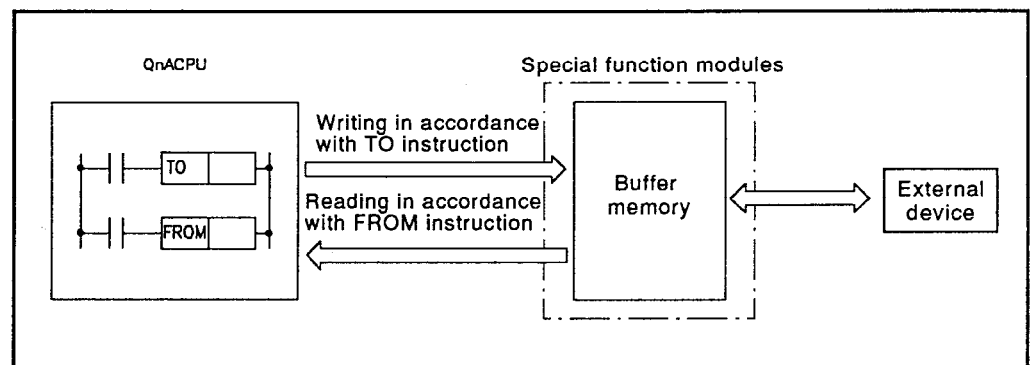 QnACPU
Special function modules
Writing in accordance
with TO instruction
TO
Reading in accordance
with FROM instruction
FROM
Buffer
memory
External
device